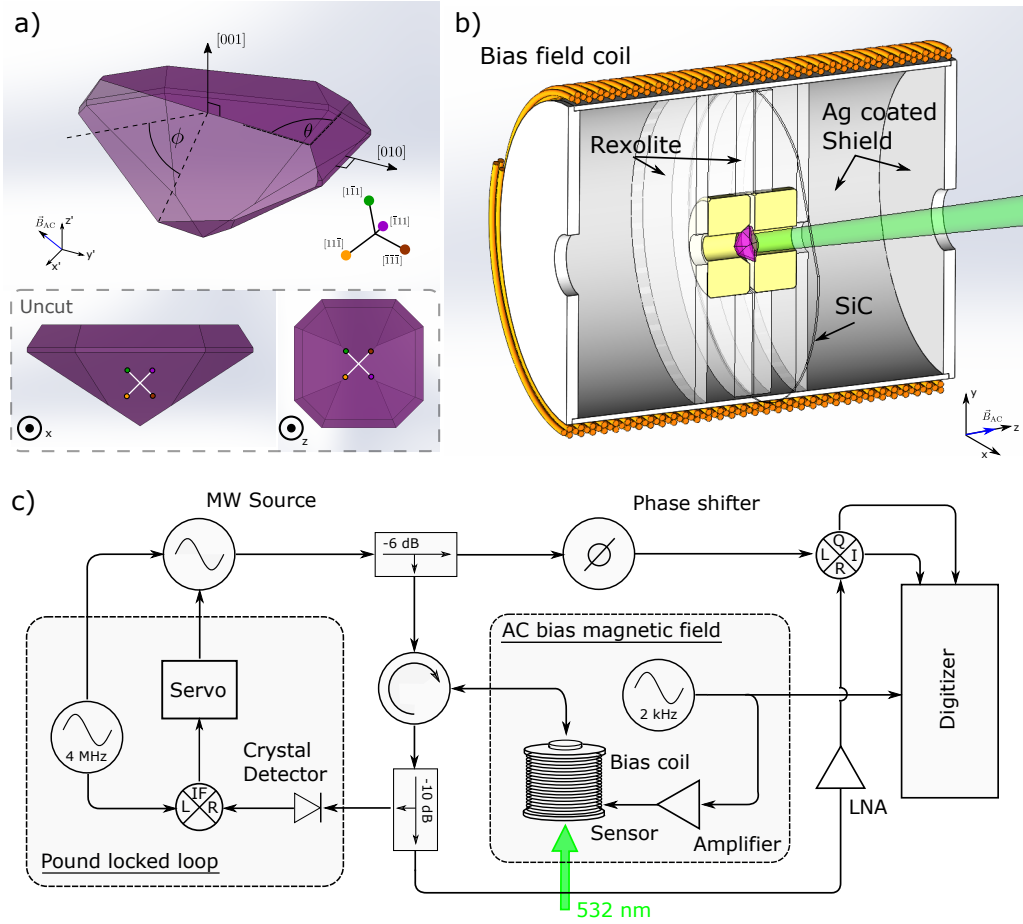 a)
[001]
ϕ
θ
[010]
[11̄1]
[1̄11]
[111̄]
[1̄1̄1̄]
B⃗AC
z'
y'
x'
Uncut
x
z
b)
Bias field coil
Rexolite
Ag coated
Shield
SiC
y
B⃗AC
z
x
c)
MW Source
Phase shifter
-6 dB
Q
L I
R
AC bias magnetic field
Servo
2 kHz
Digitizer
4 MHz
Crystal
Detector
IF
L R
-10 dB
Bias coil
LNA
Sensor
Amplifier
Pound locked loop
532 nm